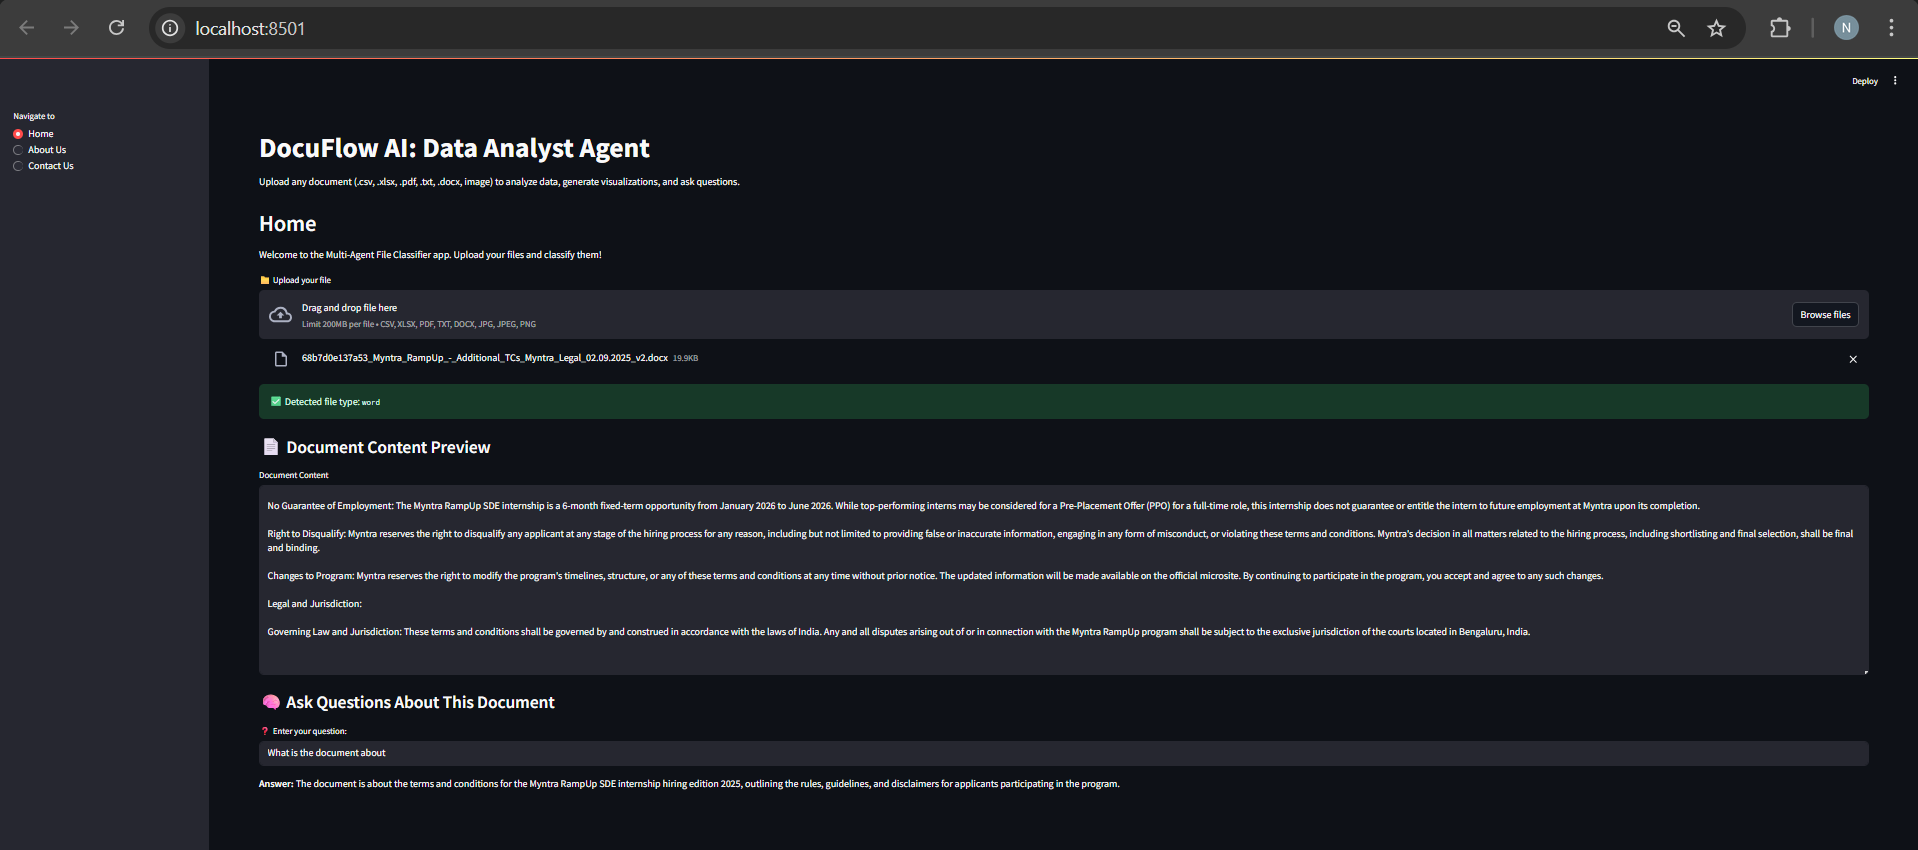 localhost:8501
N
Deploy
Navigate to
Home
About Us
Contact Us
DocuFlow AI: Data Analyst Agent
Upload any document (.csv, .xlsx, .pdf, .txt, .docx, image) to analyze data, generate visualizations, and ask questions.
Home
Welcome to the Multi-Agent File Classifier app. Upload your files and classify them!
Upload your file
Drag and drop file here
Limit 200MB per file • CSV, XLSX, PDF, TXT, DOCX, JPG, JPEG, PNG
Browse files
68b7d0e137a53_Myntra_RampUp_-_Additional_TCs_Myntra_Legal_02.09.2025_v2.docx 19.9KB
Detected file type: word
Document Content Preview
Document Content
No Guarantee of Employment: The Myntra RampUp SDE internship is a 6-month fixed-term opportunity from January 2026 to June 2026. While top-performing interns may be considered for a Pre-Placement Offer (PPO) for a full-time role, this internship does not guarantee or entitle the intern to future employment at Myntra upon its completion.
Right to Disqualify: Myntra reserves the right to disqualify any applicant at any stage of the hiring process for any reason, including but not limited to providing false or inaccurate information, engaging in any form of misconduct, or violating these terms and conditions. Myntra's decision in all matters related to the hiring process, including shortlisting and final selection, shall be final
and binding.
Changes to Program: Myntra reserves the right to modify the program's timelines, structure, or any of these terms and conditions at any time without prior notice. The updated information will be made available on the official microsite. By continuing to participate in the program, you accept and agree to any such changes.
Legal and Jurisdiction:
Governing Law and Jurisdiction: These terms and conditions shall be governed by and construed in accordance with the laws of India. Any and all disputes arising out of or in connection with the Myntra RampUp program shall be subject to the exclusive jurisdiction of the courts located in Bengaluru, India.
Ask Questions About This Document
Enter your question:
What is the document about
Answer: The document is about the terms and conditions for the Myntra RampUp SDE internship hiring edition 2025, outlining the rules, guidelines, and disclaimers for applicants participating in the program.